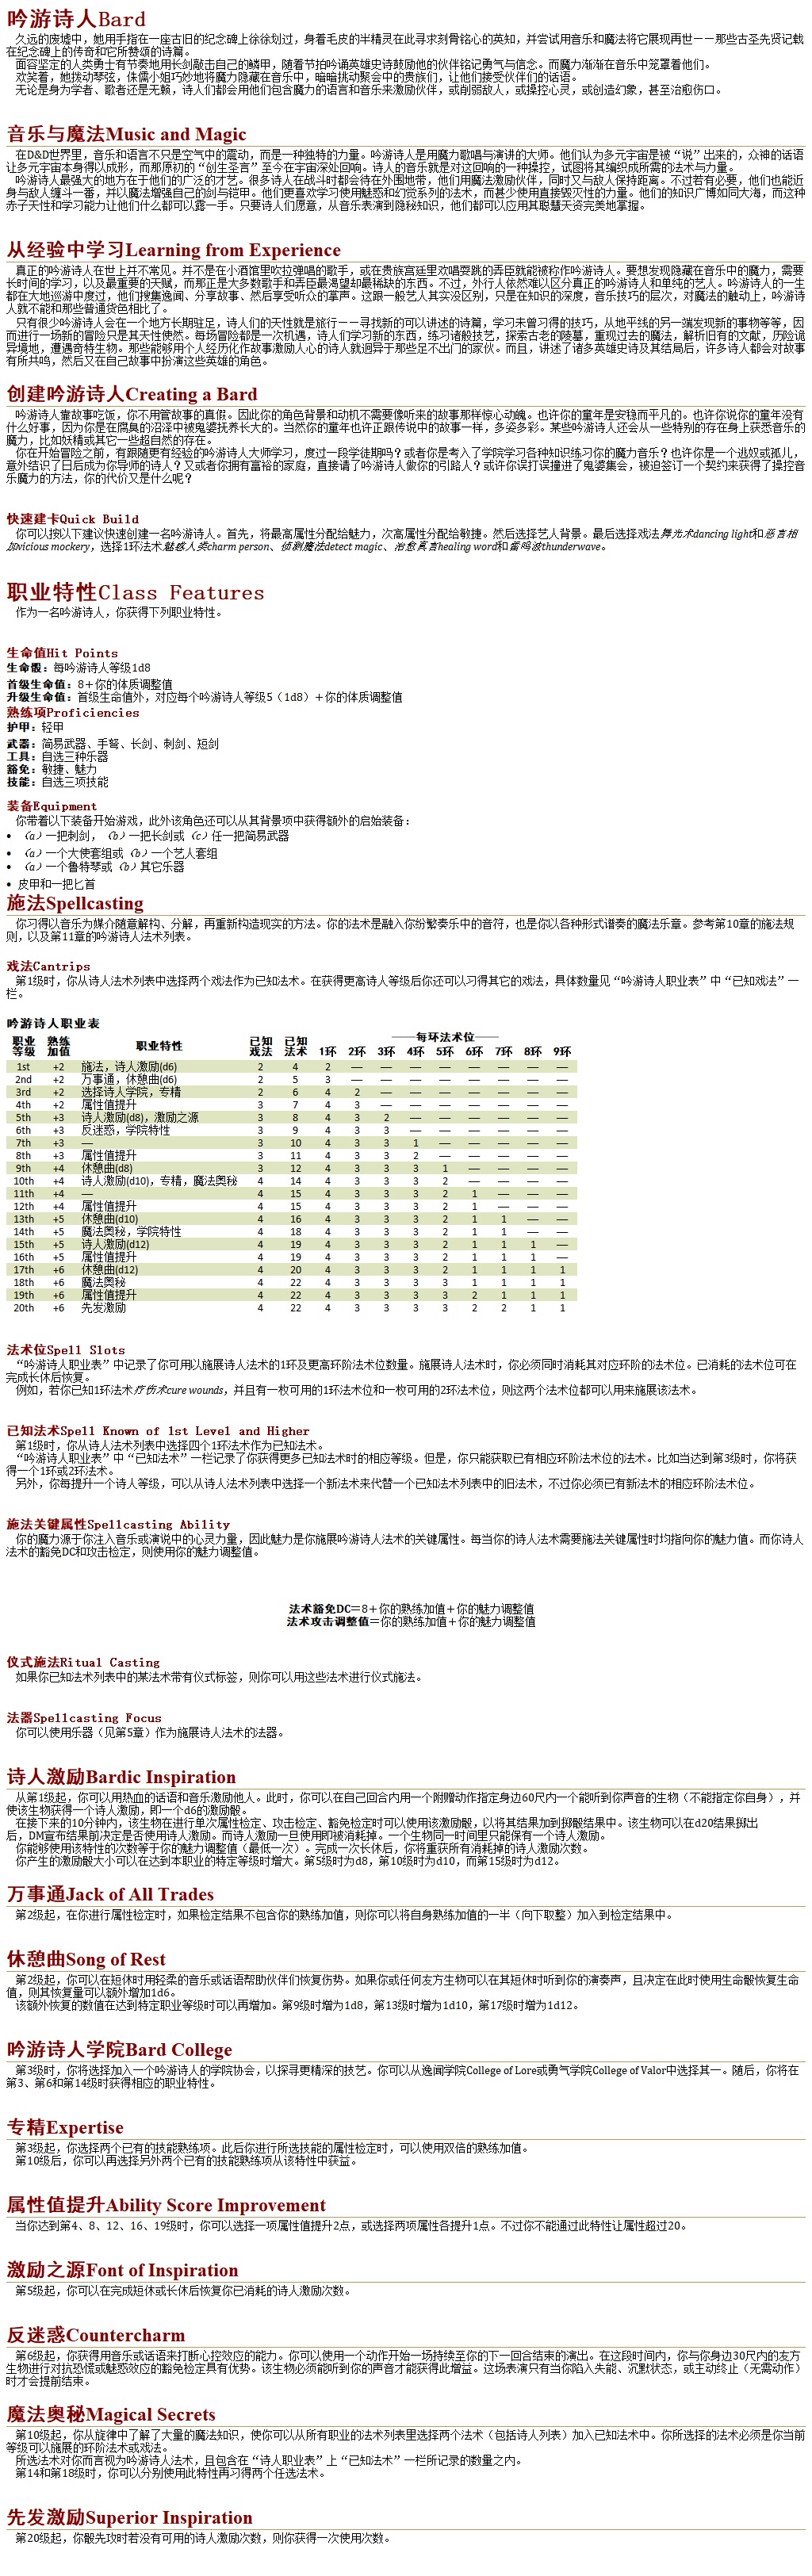 吟游诗人Bard
久远的废墟中，她用手指在一座古旧的纪念碑上徐徐划过，身着毛皮的半精灵在此寻求刻骨铭心的英知，并尝试用音乐和魔法将它展现再世－－那些古圣先贤记载
在纪念碑上的传奇和它所赞颂的诗篇。
面容坚定的人类勇士有节奏地用长剑敲击自己的鳞甲，随着节拍吟诵英雄史诗鼓励他的伙伴铭记勇气与信念。而魔力渐渐在音乐中笼罩着他们。
欢笑着，她拨动琴弦，侏儒小姐巧妙地将魔力隐藏在音乐中，暗暗挑动聚会中的贵族们，让他们接受伙伴们的话语。
无论是身为学者、歌者还是无赖，诗人们都会用他们包含魔力的语言和音乐来激励伙伴，或削弱敌人，或操控心灵，或创造幻象，甚至治愈伤口。
音乐与魔法Music and Magic
在D&D世界里，音乐和语言不只是空气中的震动，而是一种独特的力量。吟游诗人是用魔力歌唱与演讲的大师。他们认为多元宇宙是被“说”出来的，众神的话语
让多元宇宙本身得以成形，而那原初的“创生圣言”至今在宇宙深处回响。诗人的音乐就是对这回响的一种操控，试图将其编织成所需的法术与力量。
吟游诗人最强大的地方在于他们的广泛的才艺。很多诗人在战斗时都会待在外围地带，他们用魔法激励伙伴，同时又与敌人保持距离。不过若有必要，他们也能近
身与敌人缠斗一番，并以魔法增强自己的剑与铠甲。他们更喜欢学习使用魅惑和幻觉系列的法术，而甚少使用直接毁灭性的力量。他们的知识广博如同大海，而这种
赤子天性和学习能力让他们什么都可以露一手。只要诗人们愿意，从音乐表演到隐秘知识，他们都可以应用其聪慧天资完美地掌握。
从经验中学习Learning from Experience
真正的吟游诗人在世上并不常见。并不是在小酒馆里吹拉弹唱的歌手，或在贵族宫廷里欢唱耍跳的弄臣就能被称作吟游诗人。要想发现隐藏在音乐中的魔力，需要
长时间的学习，以及最重要的天赋，而那正是大多数歌手和弄臣最渴望却最稀缺的东西。不过，外行人依然难以区分真正的吟游诗人和单纯的艺人。吟游诗人的一生
都在大地巡游中度过，他们搜集逸闻、分享故事、然后享受听众的掌声。这跟一般艺人其实没区别，只是在知识的深度，音乐技巧的层次，对魔法的触动上，吟游诗
人就不能和那些普通货色相比了。
只有很少吟游诗人会在一个地方长期驻足，诗人们的天性就是旅行－－寻找新的可以讲述的诗篇，学习未曾习得的技巧，从地平线的另一端发现新的事物等等，因
而进行一场新的冒险只是其天性使然。每场冒险都是一次机遇，诗人们学习新的东西，练习诸般技艺，探索古老的陵墓，重现过去的魔法，解析旧有的文献，历险诡
异境地，遭遇奇特生物。那些能够用个人经历化作故事激励人心的诗人就迥异于那些足不出门的家伙。而且，讲述了诸多英雄史诗及其结局后，许多诗人都会对故事
有所共鸣，然后又在自己故事中扮演这些英雄的角色。
创建吟游诗人Creating a Bard
吟游诗人靠故事吃饭，你不用管故事的真假。因此你的角色背景和动机不需要像听来的故事那样惊心动魄。也许你的童年是安稳而平凡的。也许你说你的童年没有
什么好事，因为你是在腐臭的沼泽中被鬼婆抚养长大的。当然你的童年也许正跟传说中的故事一样，多姿多彩。某些吟游诗人还会从一些特别的存在身上获悉音乐的
魔力，比如妖精或其它一些超自然的存在。
你在开始冒险之前，有跟随更有经验的吟游诗人大师学习，度过一段学徒期吗？或者你是考入了学院学习各种知识练习你的魔力音乐？也许你是一个逃奴或孤儿，
意外结识了日后成为你导师的诗人？又或者你拥有富裕的家庭，直接请了吟游诗人做你的引路人？或许你误打误撞进了鬼婆集会，被迫签订一个契约来获得了操控音
乐魔力的方法，你的代价又是什么呢？
快速建卡Quick Build
你可以按以下建议快速创建一名吟游诗人。首先，将最高属性分配给魅力，次高属性分配给敏捷。然后选择艺人背景。最后选择戏法舞光术dancing light和恶言相
加vicious mockery，选择1环法术魅惑人类charm person、侦测魔法detect magic、治愈真言healing word和雷鸣波thunderwave。
职业特性Class Features
作为一名吟游诗人，你获得下列职业特性。
生命值Hit Points
生命骰：每吟游诗人等级1d8
首级生命值：8＋你的体质调整值
升级生命值：首级生命值外，对应每个吟游诗人等级5（1d8）＋你的体质调整值
熟练项Proficiencies
护甲：轻甲
武器：简易武器、手弩、长剑、刺剑、短剑
工具：自选三种乐器
豁免：敏捷、魅力
技能：自选三项技能
装备Equipment
你带着以下装备开始游戏，此外该角色还可以从其背景项中获得额外的启始装备：
• （a）一把刺剑，（b）一把长剑或（c）任一把简易武器
• （a）一个大使套组或（b）一个艺人套组
• （a）一个鲁特琴或（b）其它乐器
• 皮甲和一把匕首
施法Spellcasting
你习得以音乐为媒介随意解构、分解，再重新构造现实的方法。你的法术是融入你纷繁奏乐中的音符，也是你以各种形式谱奏的魔法乐章。参考第10章的施法规
则，以及第11章的吟游诗人法术列表。
戏法Cantrips
第1级时，你从诗人法术列表中选择两个戏法作为已知法术。在获得更高诗人等级后你还可以习得其它的戏法，具体数量见“吟游诗人职业表”中“已知戏法”一
栏。
吟游诗人职业表
——每环法术位——
职业等级 熟练加值 职业特性 已知戏法 已知法术 1环 2环 3环 4环 5环 6环 7环 8环 9环
1st +2 施法，诗人激励(d6) 2 4 2 — — — — — — — —
2nd +2 万事通，休憩曲(d6) 2 5 3 — — — — — — — —
3rd +2 选择诗人学院，专精 2 6 4 2 — — — — — — —
4th +2 属性值提升 3 7 4 3 — — — — — — —
5th +3 诗人激励(d8)，激励之源 3 8 4 3 2 — — — — — —
6th +3 反迷惑，学院特性 3 9 4 3 3 — — — — — —
7th +3 — 3 10 4 3 3 1 — — — — —
8th +3 属性值提升 3 11 4 3 3 2 — — — — —
9th +4 休憩曲(d8) 3 12 4 3 3 3 1 — — — —
10th +4 诗人激励(d10)，专精，魔法奥秘 4 14 4 3 3 3 2 — — — —
11th +4 — 4 15 4 3 3 3 2 1 — — —
12th +4 属性值提升 4 15 4 3 3 3 2 1 — — —
13th +5 休憩曲(d10) 4 16 4 3 3 3 2 1 1 — —
14th +5 魔法奥秘，学院特性 4 18 4 3 3 3 2 1 1 — —
15th +5 诗人激励(d12) 4 19 4 3 3 3 2 1 1 1 —
16th +5 属性值提升 4 19 4 3 3 3 2 1 1 1 —
17th +6 休憩曲(d12) 4 20 4 3 3 3 2 1 1 1 1
18th +6 魔法奥秘 4 22 4 3 3 3 3 1 1 1 1
19th +6 属性值提升 4 22 4 3 3 3 3 2 1 1 1
20th +6 先发激励 4 22 4 3 3 3 3 2 2 1 1
法术位Spell Slots
“吟游诗人职业表”中记录了你可用以施展诗人法术的1环及更高环阶法术位数量。施展诗人法术时，你必须同时消耗其对应环阶的法术位。已消耗的法术位可在
完成长休后恢复。
例如，若你已知1环法术疗伤术cure wounds，并且有一枚可用的1环法术位和一枚可用的2环法术位，则这两个法术位都可以用来施展该法术。
已知法术Spell Known of 1st Level and Higher
第1级时，你从诗人法术列表中选择四个1环法术作为已知法术。
“吟游诗人职业表”中“已知法术”一栏记录了你获得更多已知法术时的相应等级。但是，你只能获取已有相应环阶法术位的法术。比如当达到第3级时，你将获
得一个1环或2环法术。
另外，你每提升一个诗人等级，可以从诗人法术列表中选择一个新法术来代替一个已知法术列表中的旧法术，不过你必须已有新法术的相应环阶法术位。
施法关键属性Spellcasting Ability
你的魔力源于你注入音乐或演说中的心灵力量，因此魅力是你施展吟游诗人法术的关键属性。每当你的诗人法术需要施法关键属性时均指向你的魅力值。而你诗人
法术的豁免DC和攻击检定，则使用你的魅力调整值。
法术豁免DC＝8＋你的熟练加值＋你的魅力调整值
法术攻击调整值＝你的熟练加值＋你的魅力调整值
仪式施法Ritual Casting
如果你已知法术列表中的某法术带有仪式标签，则你可以用这些法术进行仪式施法。
法器Spellcasting Focus
你可以使用乐器（见第5章）作为施展诗人法术的法器。
诗人激励Bardic Inspiration
从第1级起，你可以用热血的话语和音乐激励他人。此时，你可以在自己回合内用一个附赠动作指定身边60尺内一个能听到你声音的生物（不能指定你自身），并
使该生物获得一个诗人激励，即一个d6的激励骰。
在接下来的10分钟内，该生物在进行单次属性检定、攻击检定、豁免检定时可以使用该激励骰，以将其结果加到掷骰结果中。该生物可以在d20结果掷出
后，DM宣布结果前决定是否使用诗人激励。而诗人激励一旦使用即被消耗掉。一个生物同一时间里只能保有一个诗人激励。
你能够使用该特性的次数等于你的魅力调整值（最低一次）。完成一次长休后，你将重获所有消耗掉的诗人激励次数。
你产生的激励骰大小可以在达到本职业的特定等级时增大。第5级时为d8，第10级时为d10，而第15级时为d12。
万事通Jack of All Trades
第2级起，在你进行属性检定时，如果检定结果不包含你的熟练加值，则你可以将自身熟练加值的一半（向下取整）加入到检定结果中。
休憩曲Song of Rest
第2级起，你可以在短休时用轻柔的音乐或话语帮助伙伴们恢复伤势。如果你或任何友方生物可以在其短休时听到你的演奏声，且决定在此时使用生命骰恢复生命
值，则其恢复量可以额外增加1d6。
该额外恢复的数值在达到特定职业等级时可以再增加。第9级时增为1d8，第13级时增为1d10，第17级时增为1d12。
吟游诗人学院Bard College
第3级时，你将选择加入一个吟游诗人的学院协会，以探寻更精深的技艺。你可以从逸闻学院College of Lore或勇气学院College of Valor中选择其一。随后，你将在
第3、第6和第14级时获得相应的职业特性。
专精Expertise
第3级起，你选择两个已有的技能熟练项。此后你进行所选技能的属性检定时，可以使用双倍的熟练加值。
第10级后，你可以再选择另外两个已有的技能熟练项从该特性中获益。
属性值提升Ability Score Improvement
当你达到第4、8、12、16、19级时，你可以选择一项属性值提升2点，或选择两项属性各提升1点。不过你不能通过此特性让属性超过20。
激励之源Font of Inspiration
第5级起，你可以在完成短休或长休后恢复你已消耗的诗人激励次数。
反迷惑Countercharm
第6级起，你获得用音乐或话语来打断心控效应的能力。你可以使用一个动作开始一场持续至你的下一回合结束的演出。在这段时间内，你与你身边30尺内的友方
生物进行对抗恐慌或魅惑效应的豁免检定具有优势。该生物必须能听到你的声音才能获得此增益。这场表演只有当你陷入失能、沉默状态，或主动终止（无需动作）
时才会提前结束。
魔法奥秘Magical Secrets
第10级起，你从旋律中了解了大量的魔法知识，使你可以从所有职业的法术列表里选择两个法术（包括诗人列表）加入已知法术中。你所选择的法术必须是你当前
等级可以施展的环阶法术或戏法。
所选法术对你而言视为吟游诗人法术，且包含在“诗人职业表”上“已知法术”一栏所记录的数量之内。
第14和第18级时，你可以分别使用此特性再习得两个任选法术。
先发激励Superior Inspiration
第20级起，你骰先攻时若没有可用的诗人激励次数，则你获得一次使用次数。